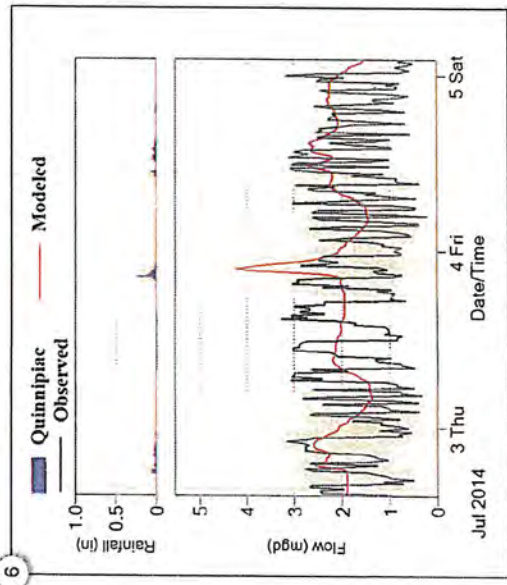 6
Quinnipiac
Modeled
Observed
1.0
0.5
0
Rainfall (in)
5
4
3
2
1
0
Flow (mgd)
3 Thu
4 Fri
5 Sat
Jul 2014
Date/Time